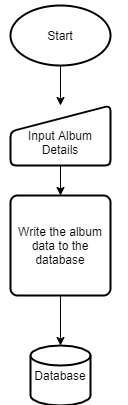 Start
Input Album
Details
Write the album
data to the
database
Database